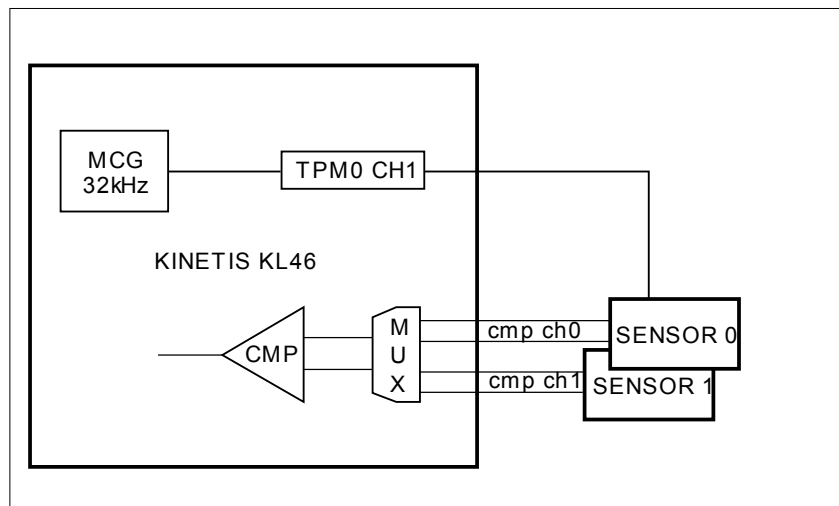 MCG
32kHz
TPM0 CH1
KINETIS KL46
CMP
M
U
X
cmp ch0
cmp ch1
SENSOR 0
SENSOR 1